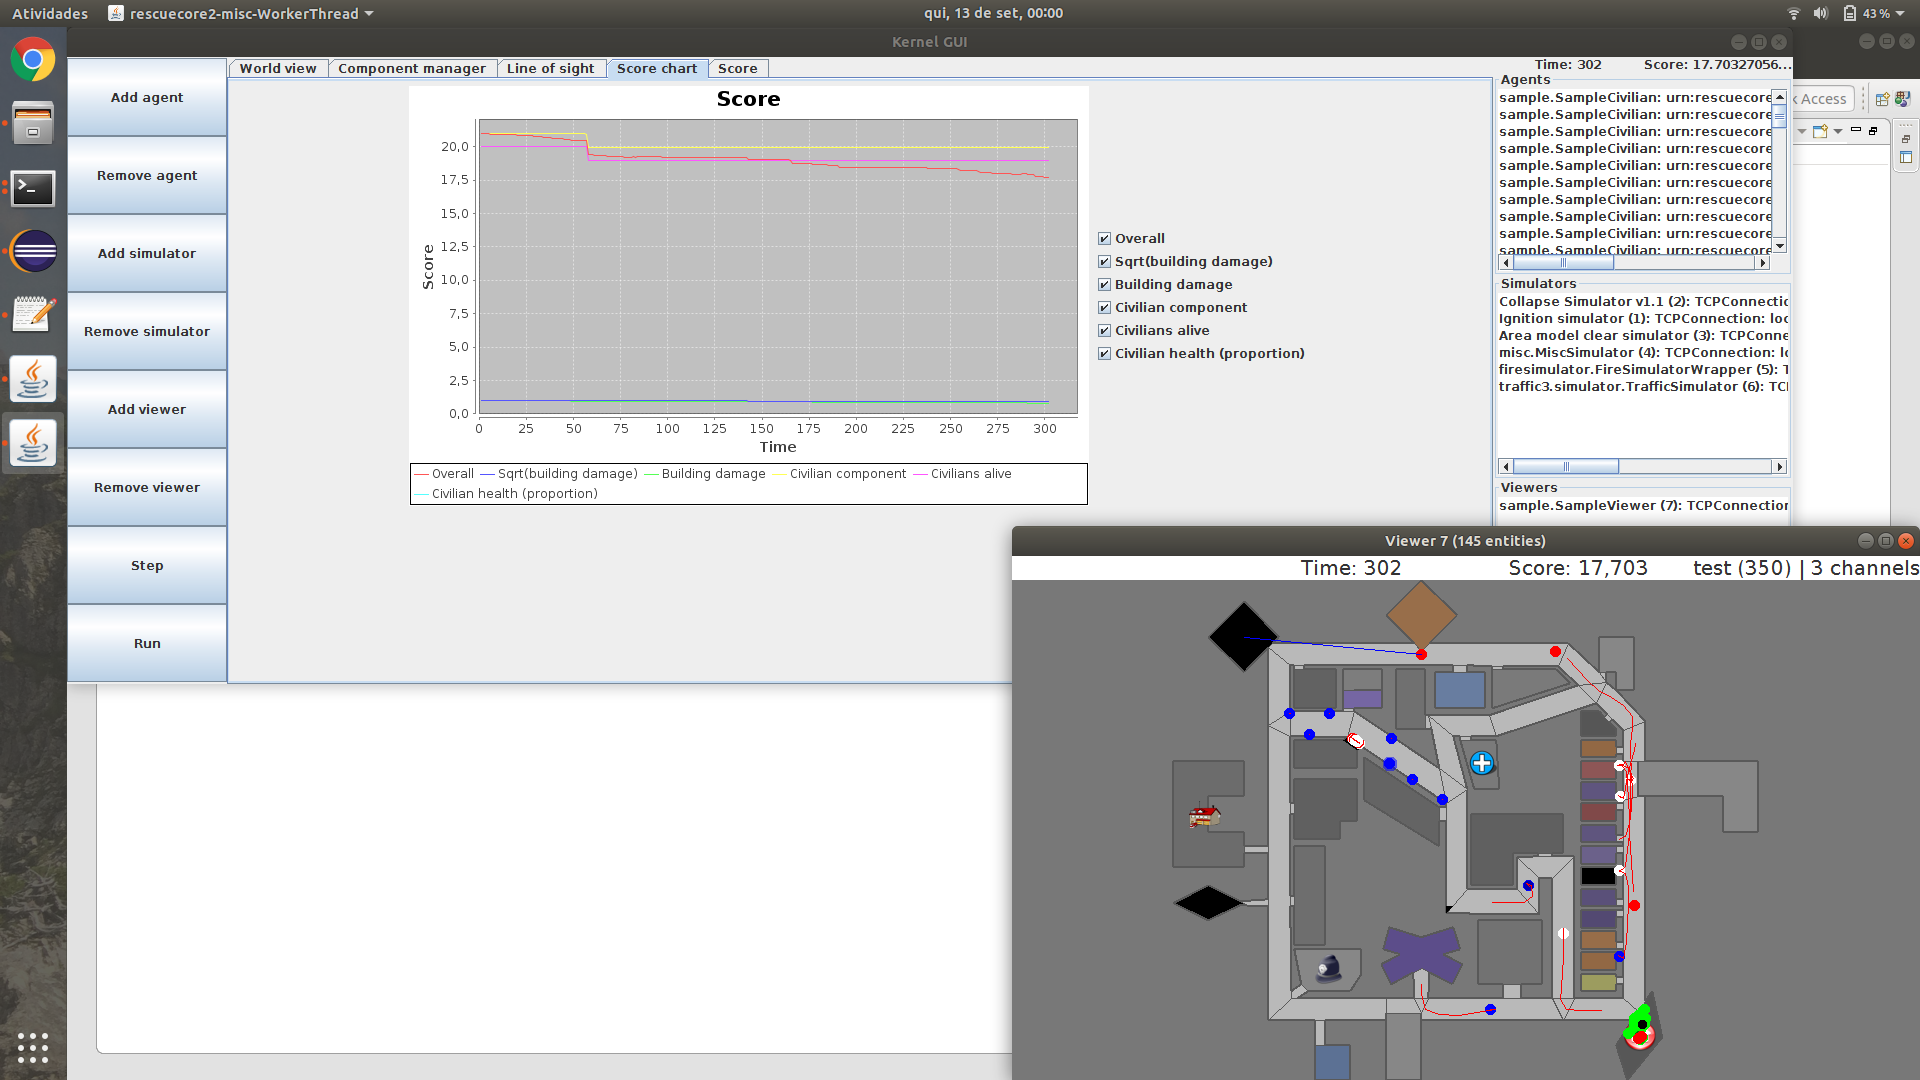 Atividades
rescuecore2-misc-WorkerThread
qui, 13 de set, 00:00
43 %
Kernel GUI
Add agent
Remove agent
Add simulator
Remove simulator
Add viewer
Remove viewer
Step
Run
World view
Component manager
Line of sight
Score chart
Score
Time: 302
Score: 17.70327056...
Score
20,0
17,5
15,0
12,5
10,0
7,5
5,0
2,5
0,0
Score
0 25 50 75 100 125 150 175 200 225 250 275 300
Time
Overall Sqrt(building damage) Building damage Civilian component Civilians alive
Civilian health (proportion)
Overall
Sqrt(building damage)
Building damage
Civilian component
Civilians alive
Civilian health (proportion)
Agents
sample.SampleCivilian: urn:rescuecore
sample.SampleCivilian: urn:rescuecore
sample.SampleCivilian: urn:rescuecore
sample.SampleCivilian: urn:rescuecore
sample.SampleCivilian: urn:rescuecore
sample.SampleCivilian: urn:rescuecore
sample.SampleCivilian: urn:rescuecore
sample.SampleCivilian: urn:rescuecore
sample.SampleCivilian: urn:rescuecore
sample.SampleCivilian: urn:rescuecore
Simulators
Collapse Simulator v1.1 (2): TCPConnectio
Ignition simulator (1): TCPConnection: loc
Area model clear simulator (3): TCPConne
misc.MiscSimulator (4): TCPConnection: lo
firesimulator.FireSimulatorWrapper (5): T
traffic3.simulator.TrafficSimulator (6): TCI
Viewers
sample.SampleViewer (7): TCPConnection
k Access
Viewer 7 (145 entities)
Time: 302
Score: 17,703
test (350) | 3 channels